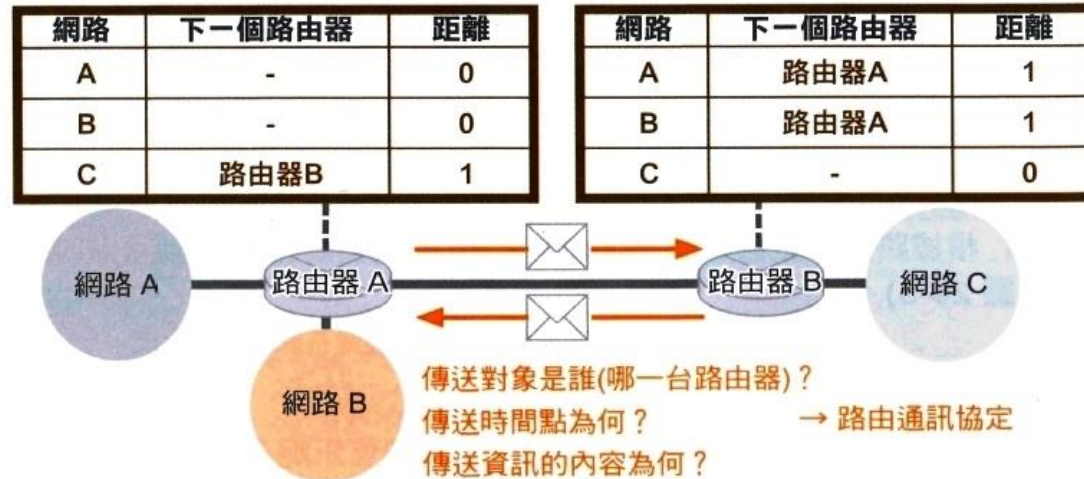 網路 下一個路由器 距離
A - 0
B - 0
C 路由器B 1
網路 下一個路由器 距離
A 路由器A 1
B 路由器A 1
C - 0
網路 A
路由器 A
路由器 B
網路 C
網路 B
傳送對象是誰(哪一台路由器)?
傳送時間點為何?
→ 路由通訊協定
傳送資訊的內容為何?